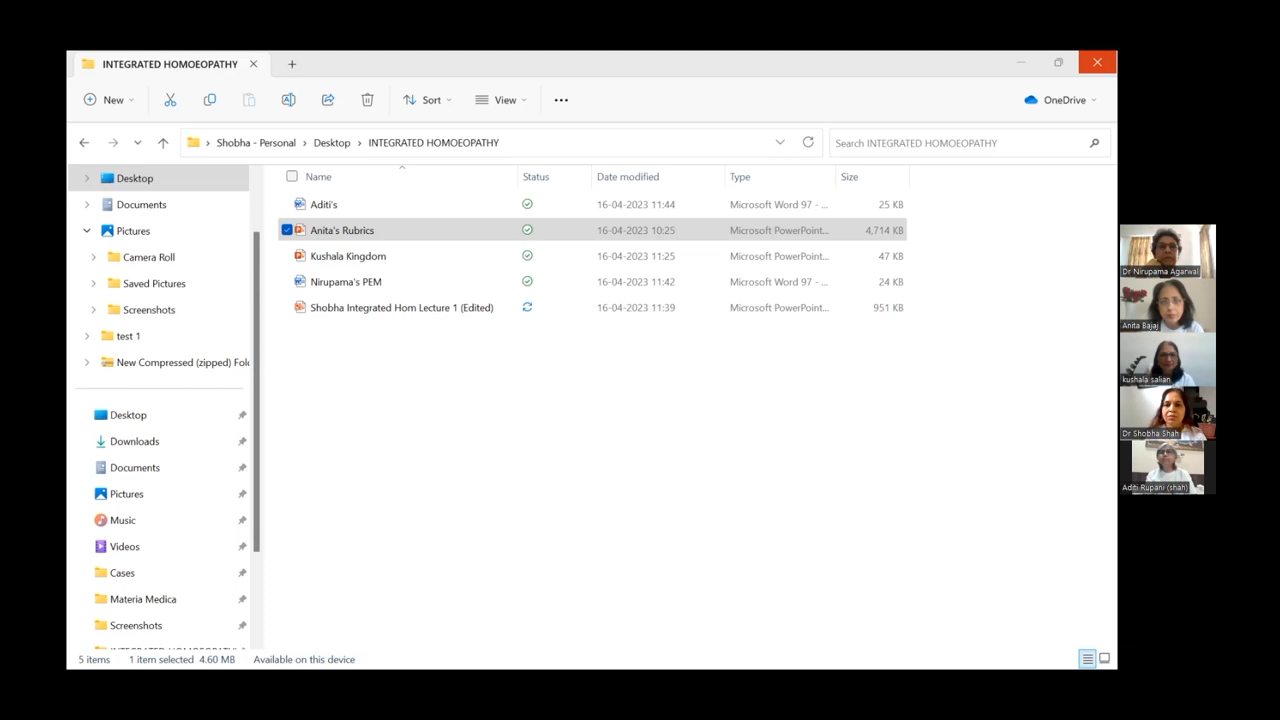 INTEGRATED HOMOEOPATHY
New
Sort
View
OneDrive
Shobha - Personal > Desktop > INTEGRATED HOMOEOPATHY
Search INTEGRATED HOMOEOPATHY
Desktop
Documents
Pictures
Camera Roll
Saved Pictures
Screenshots
test 1
New Compressed (zipped) Fol
Desktop
Downloads
Documents
Pictures
Music
Videos
Cases
Materia Medica
Screenshots
Name Status Date modified Type Size
Aditi's 16-04-2023 11:44 Microsoft Word 97 - ... 25 KB
Anita's Rubrics 16-04-2023 10:25 Microsoft PowerPoint... 4,714 KB
Kushala Kingdom 16-04-2023 11:25 Microsoft PowerPoint... 47 KB
Nirupama's PEM 16-04-2023 11:42 Microsoft Word 97 - ... 24 KB
Shobha Integrated Hom Lecture 1 (Edited) 16-04-2023 11:39 Microsoft PowerPoint... 951 KB
5 items 1 item selected 4.60 MB Available on this device
Dr Nirupama Agarwal
Anita Bajaj
kushala salian
Dr Shobha Shah
Aditi Rupani (shah)